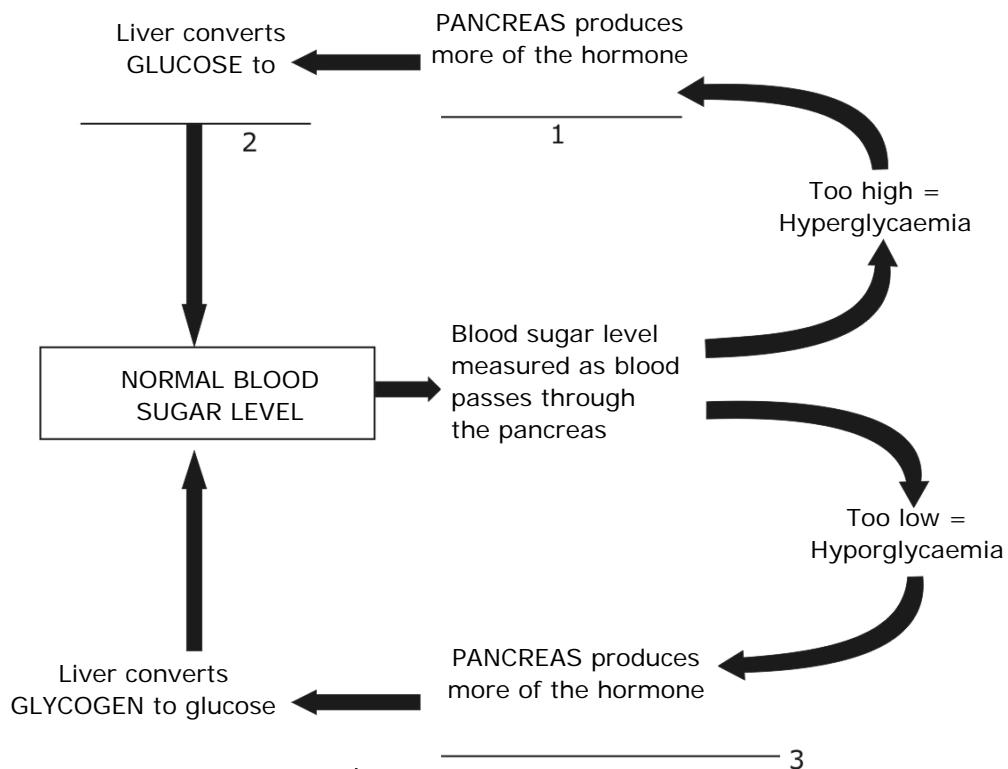 Liver converts
GLUCOSE to
2
PANCREAS produces
more of the hormone
1
Too high =
Hyperglycaemia
NORMAL BLOOD
SUGAR LEVEL
Blood sugar level
measured as blood
passes through
the pancreas
Too low =
Hyporglycaemia
Liver converts
GLYCOGEN to glucose
PANCREAS produces
more of the hormone
3